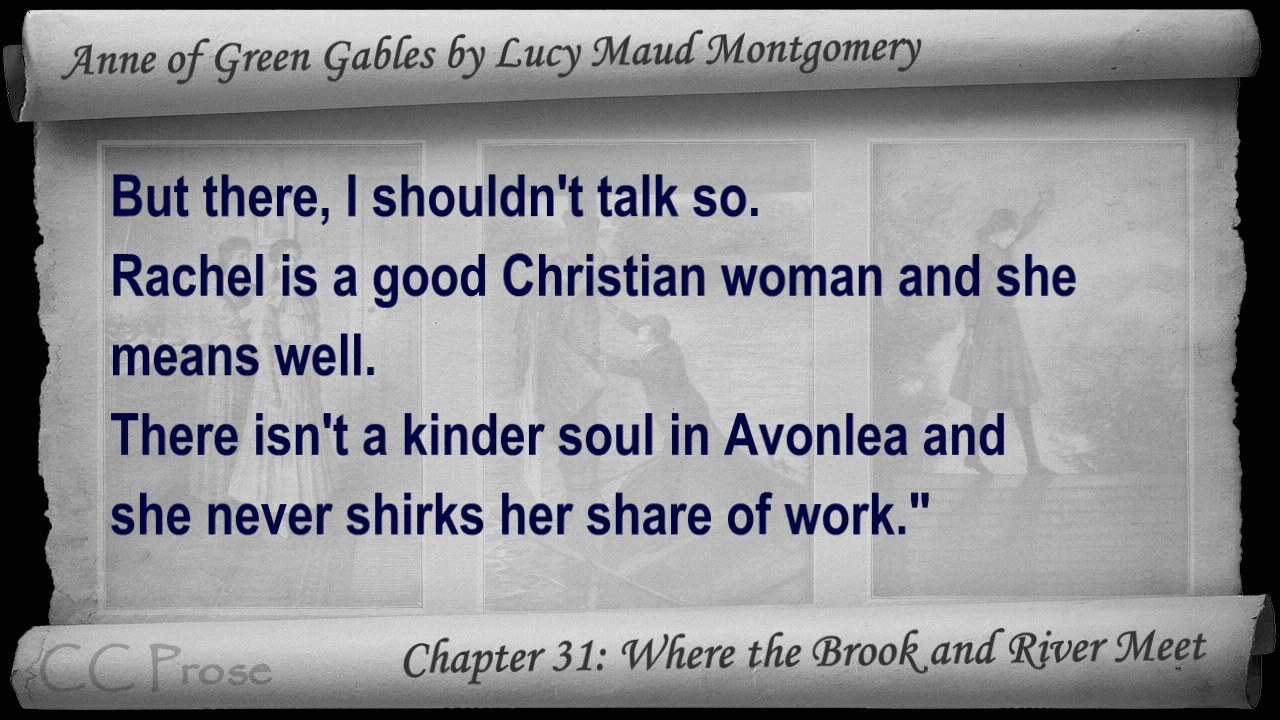 Anne of Green Gables by Lucy Maud Montgomery
But there, I shouldn't talk so.
Rachel is a good Christian woman and she
means well.
There isn't a kinder soul in Avonlea and
she never shirks her share of work."
CC Prose
Chapter 31: Where the Brook and River Meet